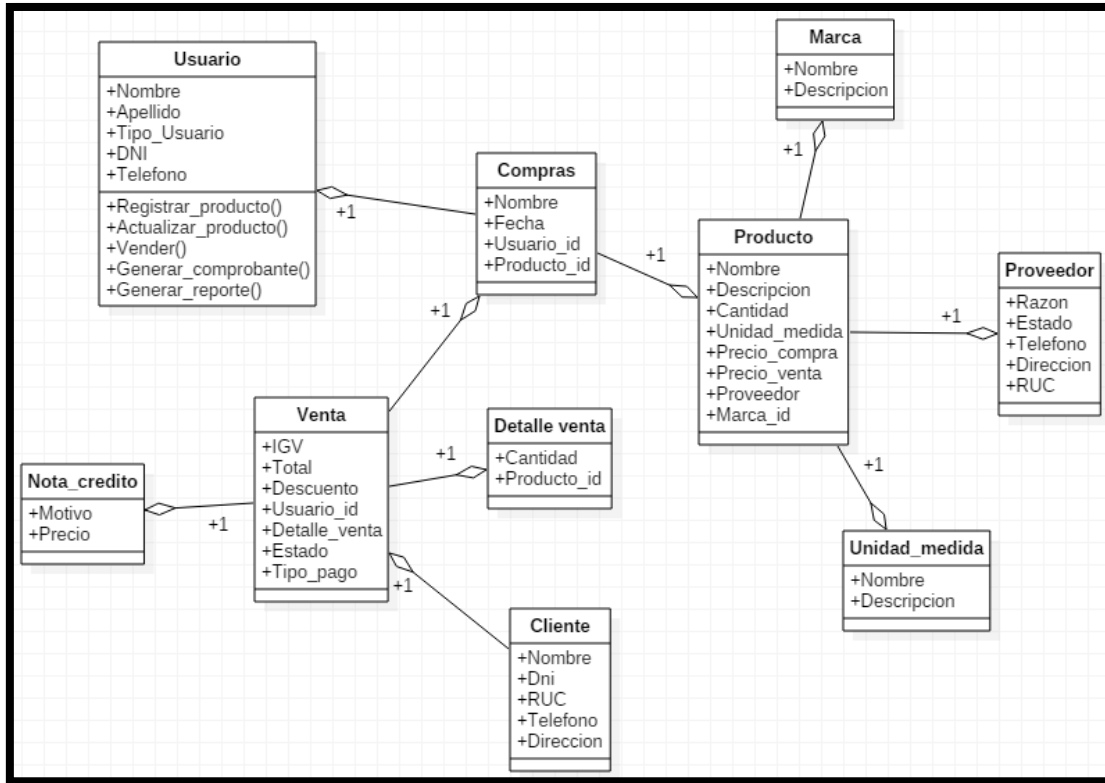 Usuario
+Nombre
+Apellido
+Tipo_Usuario
+DNI
+Telefono
+Registrar_producto()
+Actualizar_producto()
+Vender()
+Generar_comprobante()
+Generar_reporte()
+1
Compras
+Nombre
+Fecha
+Usuario_id
+Producto_id
+1
+1
Marca
+Nombre
+Descripcion
+1
Producto
+Nombre
+Descripcion
+Cantidad
+Unidad_medida
+Precio_compra
+Precio_venta
+Proveedor
+Marca_id
+1
Proveedor
+Razon
+Estado
+Telefono
+Direccion
+RUC
+1
Unidad_medida
+Nombre
+Descripcion
Venta
+IGV
+Total
+Descuento
+Usuario_id
+Detalle_venta
+Estado
+Tipo_pago
+1
Detalle venta
+Cantidad
+Producto_id
Nota_credito
+Motivo
+Precio
+1
+1
Cliente
+Nombre
+Dni
+RUC
+Telefono
+Direccion